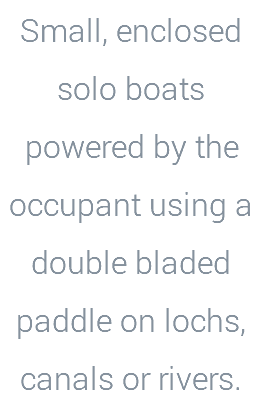 Small, enclosed
solo boats
powered by the
occupant using a
double bladed
paddle on lochs,
canals or rivers.